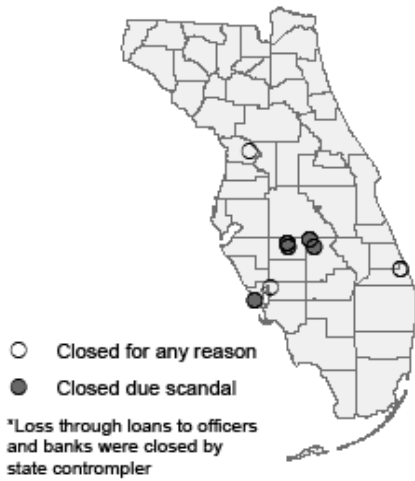 Closed for any reason
Closed due scandal
*Loss through loans to officers
and banks were closed by
state contrompler